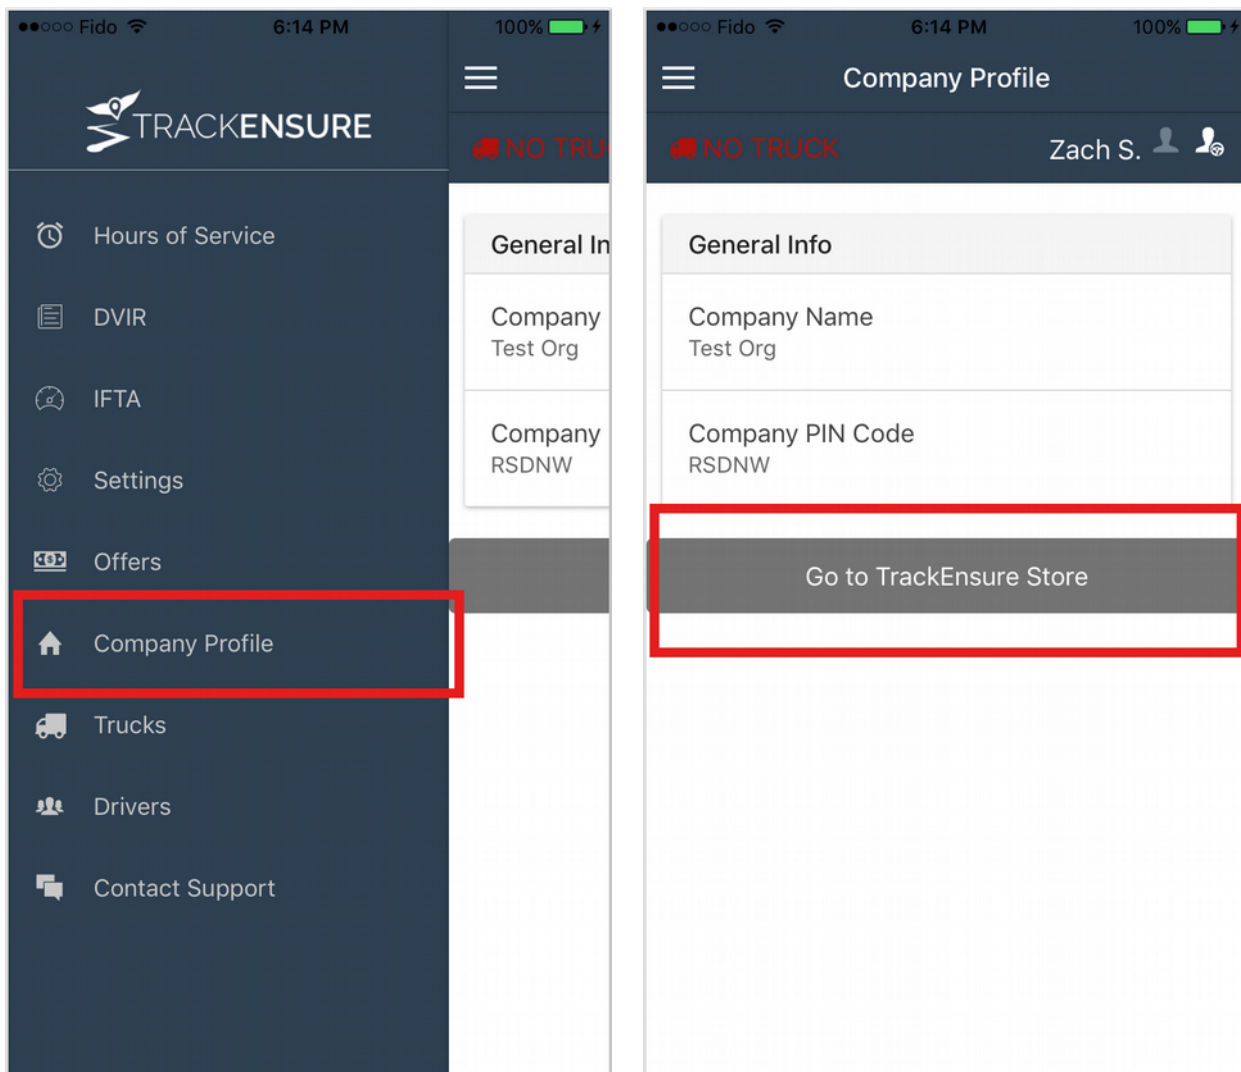 Fido 6:14 PM 100%
TRACKENSURE
NO TRU
Hours of Service
DVIR
IFTA
Settings
Offers
Company Profile
Trucks
Drivers
Contact Support
General In
Company
Test Org
Company
RSDNW
Fido 6:14 PM 100%
Company Profile
NO TRUCK Zach S.
General Info
Company Name
Test Org
Company PIN Code
RSDNW
Go to TrackEnsure Store